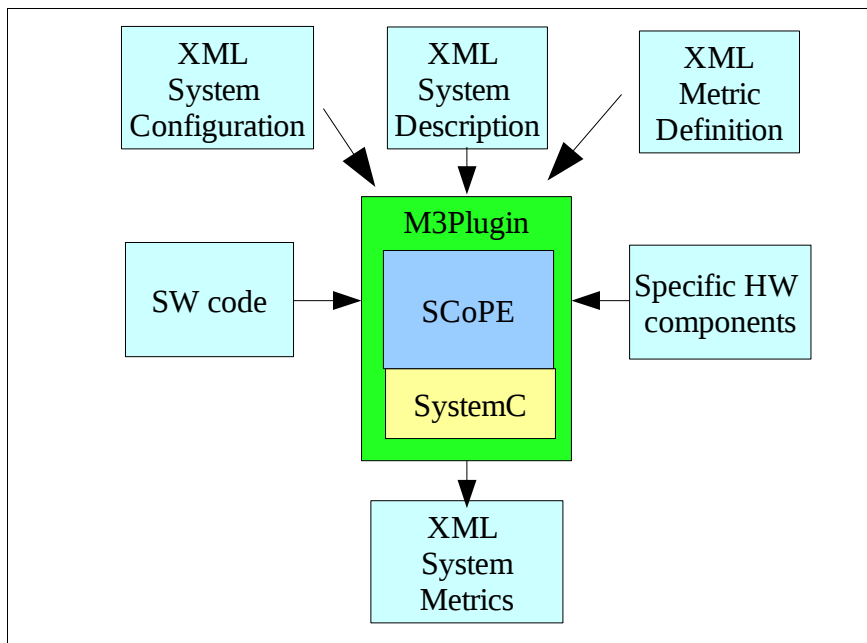 XML
System
Configuration
XML
System
Description
XML
Metric
Definition
M3Plugin
SW code
SCoPE
Specific HW
components
SystemC
XML
System
Metrics